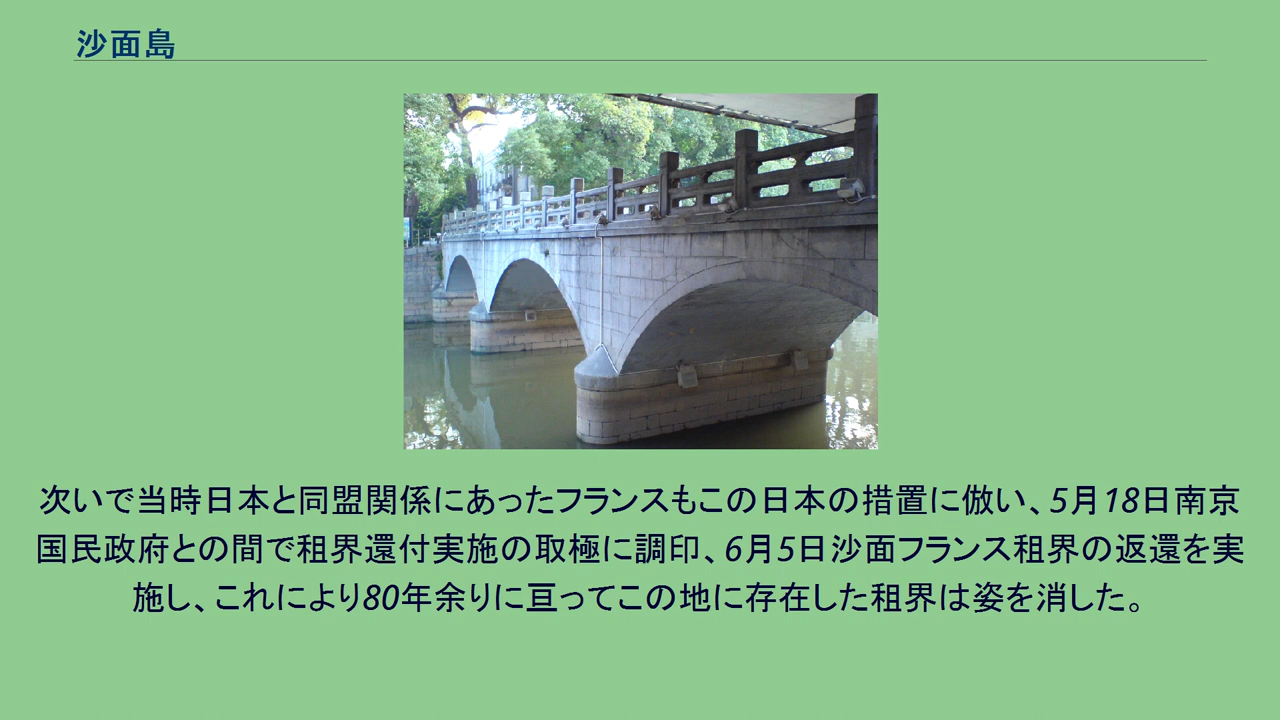 沙面島
次いで当時日本と同盟関係にあったフランスもこの日本の措置に倣い、5月18日南京
国民政府との間で租界還付実施の取極に調印、6月5日沙面フランス租界の返還を実
施し、これにより80年余りに亘ってこの地に存在した租界は姿を消した。